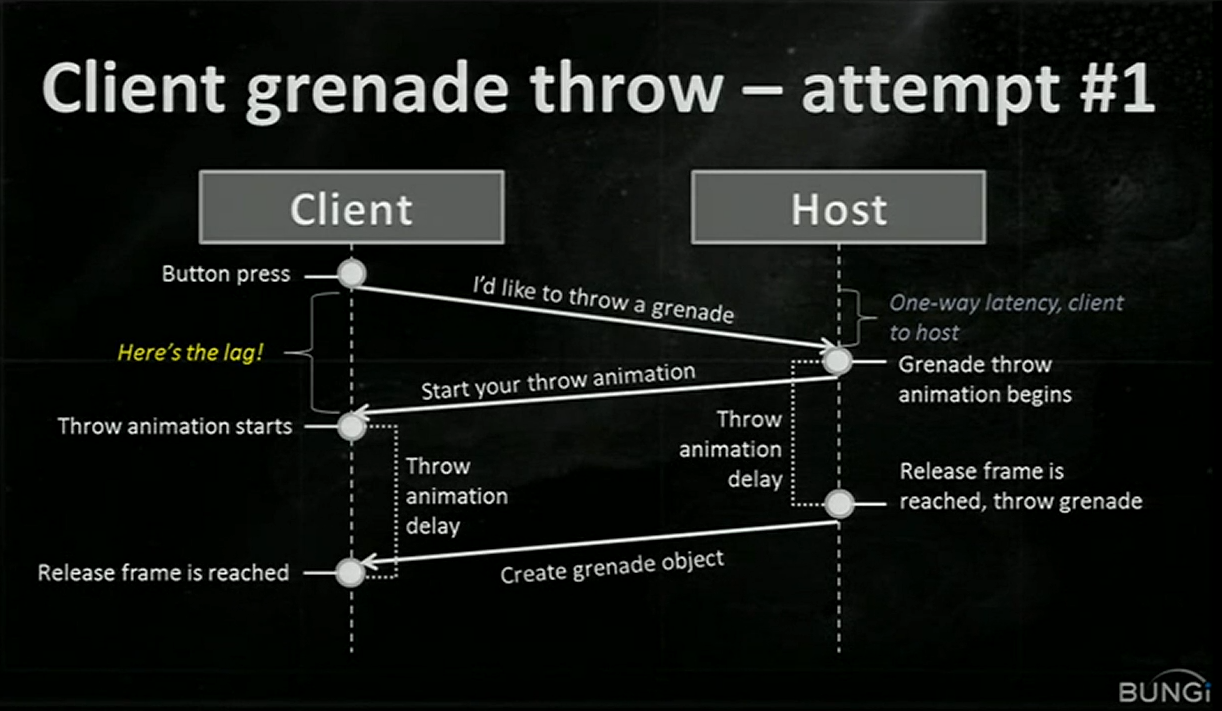 Client grenade throw – attempt #1
Client
Host
Button press
I'd like to throw a grenade
One-way latency, client
to host
Here's the lag!
Grenade throw
animation begins
Start your throw animation
Throw animation starts
Throw
animation
delay
Throw
animation
delay
Release frame is
reached, throw grenade
Release frame is reached
Create grenade object
BUNGi